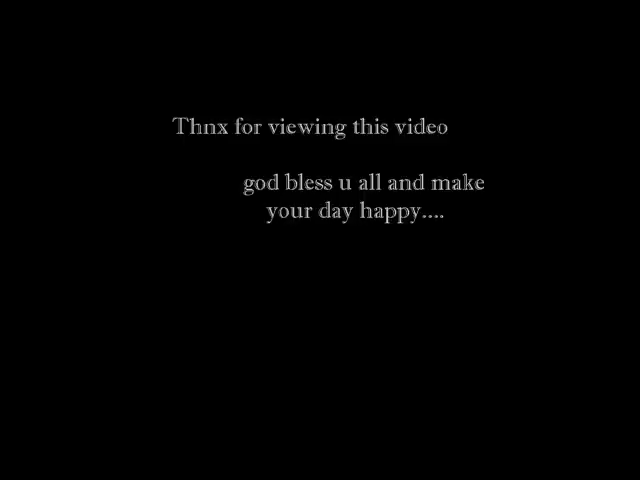 Thnx for viewing this video
god bless u all and make
your day happy....